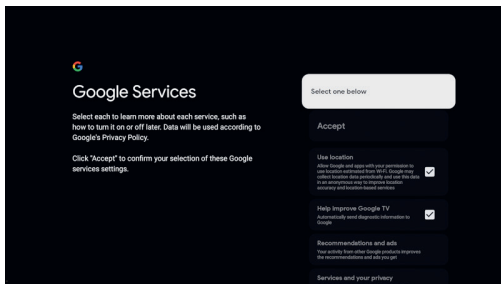 Google Services
Select each to learn more about each service, such as
how to turn it on or off later. Data will be used according to
Google's Privacy Policy.
Click "Accept" to confirm your selection of these Google
services settings.
Select one below
Accept
Use location
Allow Google and apps with your permission to
use location estimated from Wi-Fi. Google may
collect location data periodically and use this data
in an anonymous way to improve location
accuracy and location-based services
Help improve Google TV
Automatically send diagnostic information to
Google
Recommendations and ads
Your activity from other Google products improves
the recommendations and ads you get
Services and your privacy